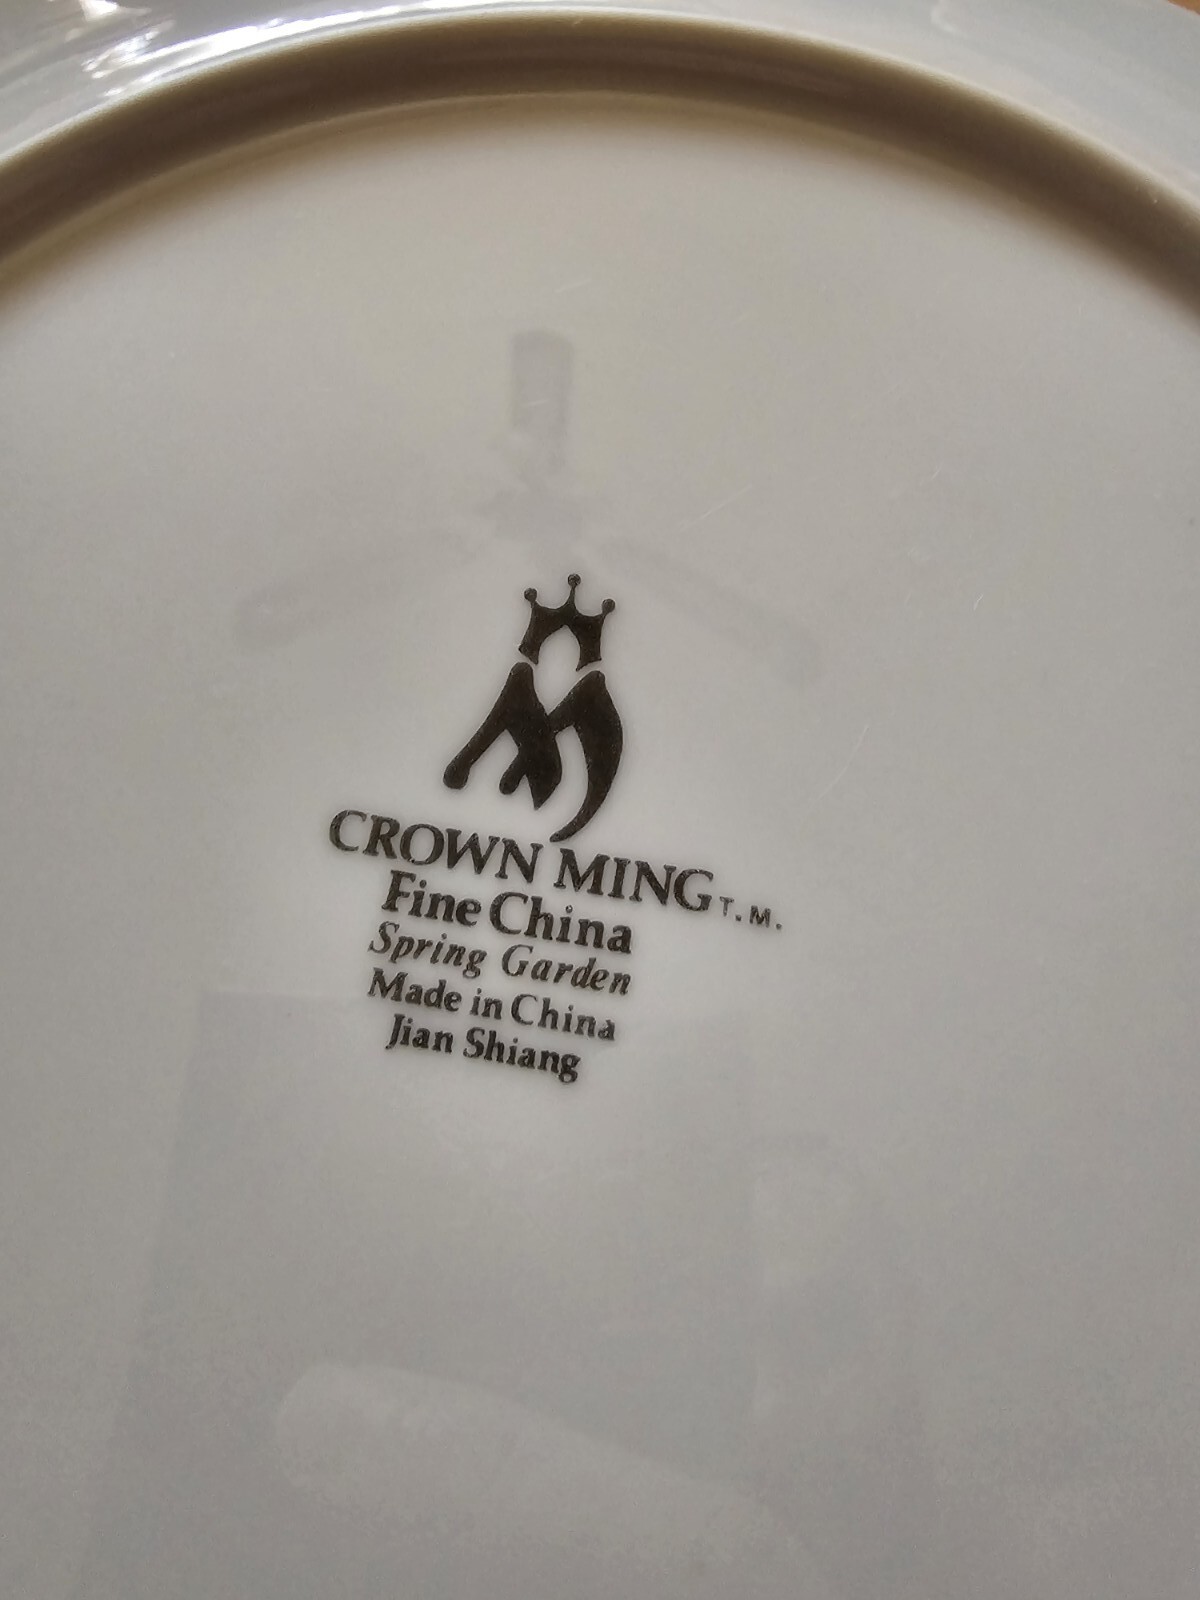 CROWN MING T.M.
Fine China
Spring Garden
Made in China
Jian Shiang